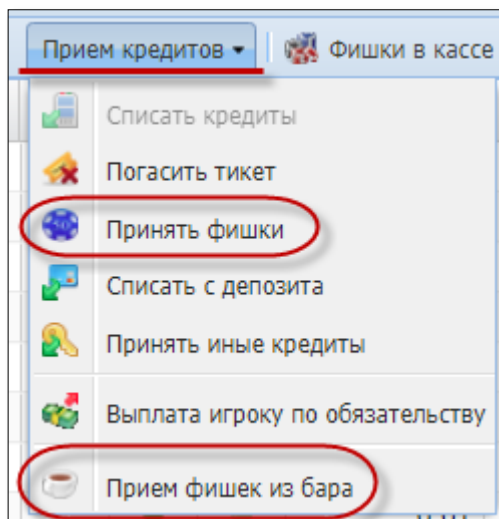 Прием кредитов
Фишки в кассе
Списать кредиты
Погасить тикет
Принять фишки
Списать с депозита
Принять иные кредиты
Выплата игроку по обязательству
Прием фишек из бара